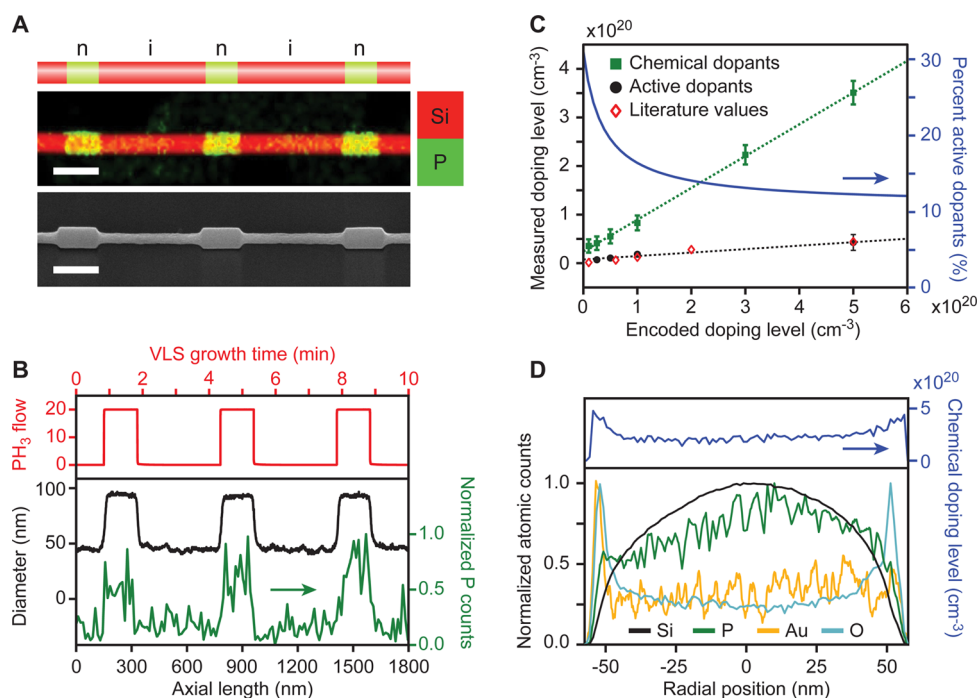 A
n i n i n
Si
P
B
VLS growth time (min)
0 2 4 6 8 10
PH3 flow
20
10
0
Diameter (nm)
100
50
0
Normalized P counts
1.0
0.5
0.0
0 300 600 900 1200 1500 1800
Axial length (nm)
C
x10^20
Chemical dopants
Active dopants
Literature values
Measured doping level (cm-3)
4
3
2
1
0
Percent active dopants (%)
30
20
10
0
0 1 2 3 4 5 6 x10^20
Encoded doping level (cm-3)
D
x10^20
5
0
Chemical doping level (cm-3)
Normalized atomic counts
1.0
0.5
0.0
Si P Au O
-50 -25 0 25 50
Radial position (nm)